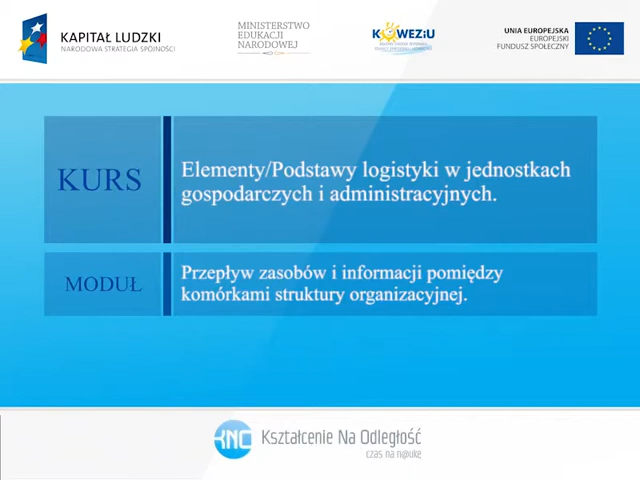 KAPITAŁ LUDZKI
NARODOWA STRATEGIA SPÓJNOŚCI
MINISTERSTWO
EDUKACJI
NARODOWEJ
KOWEZiU
UNIA EUROPEJSKA
EUROPEJSKI
FUNDUSZ SPOŁECZNY
KURS
Elementy/Podstawy logistyki w jednostkach
gospodarczych i administracyjnych.
MODUŁ
Przepływ zasobów i informacji pomiędzy
komórkami struktury organizacyjnej.
KNO Kształcenie Na Odległość
czas na n@ukę